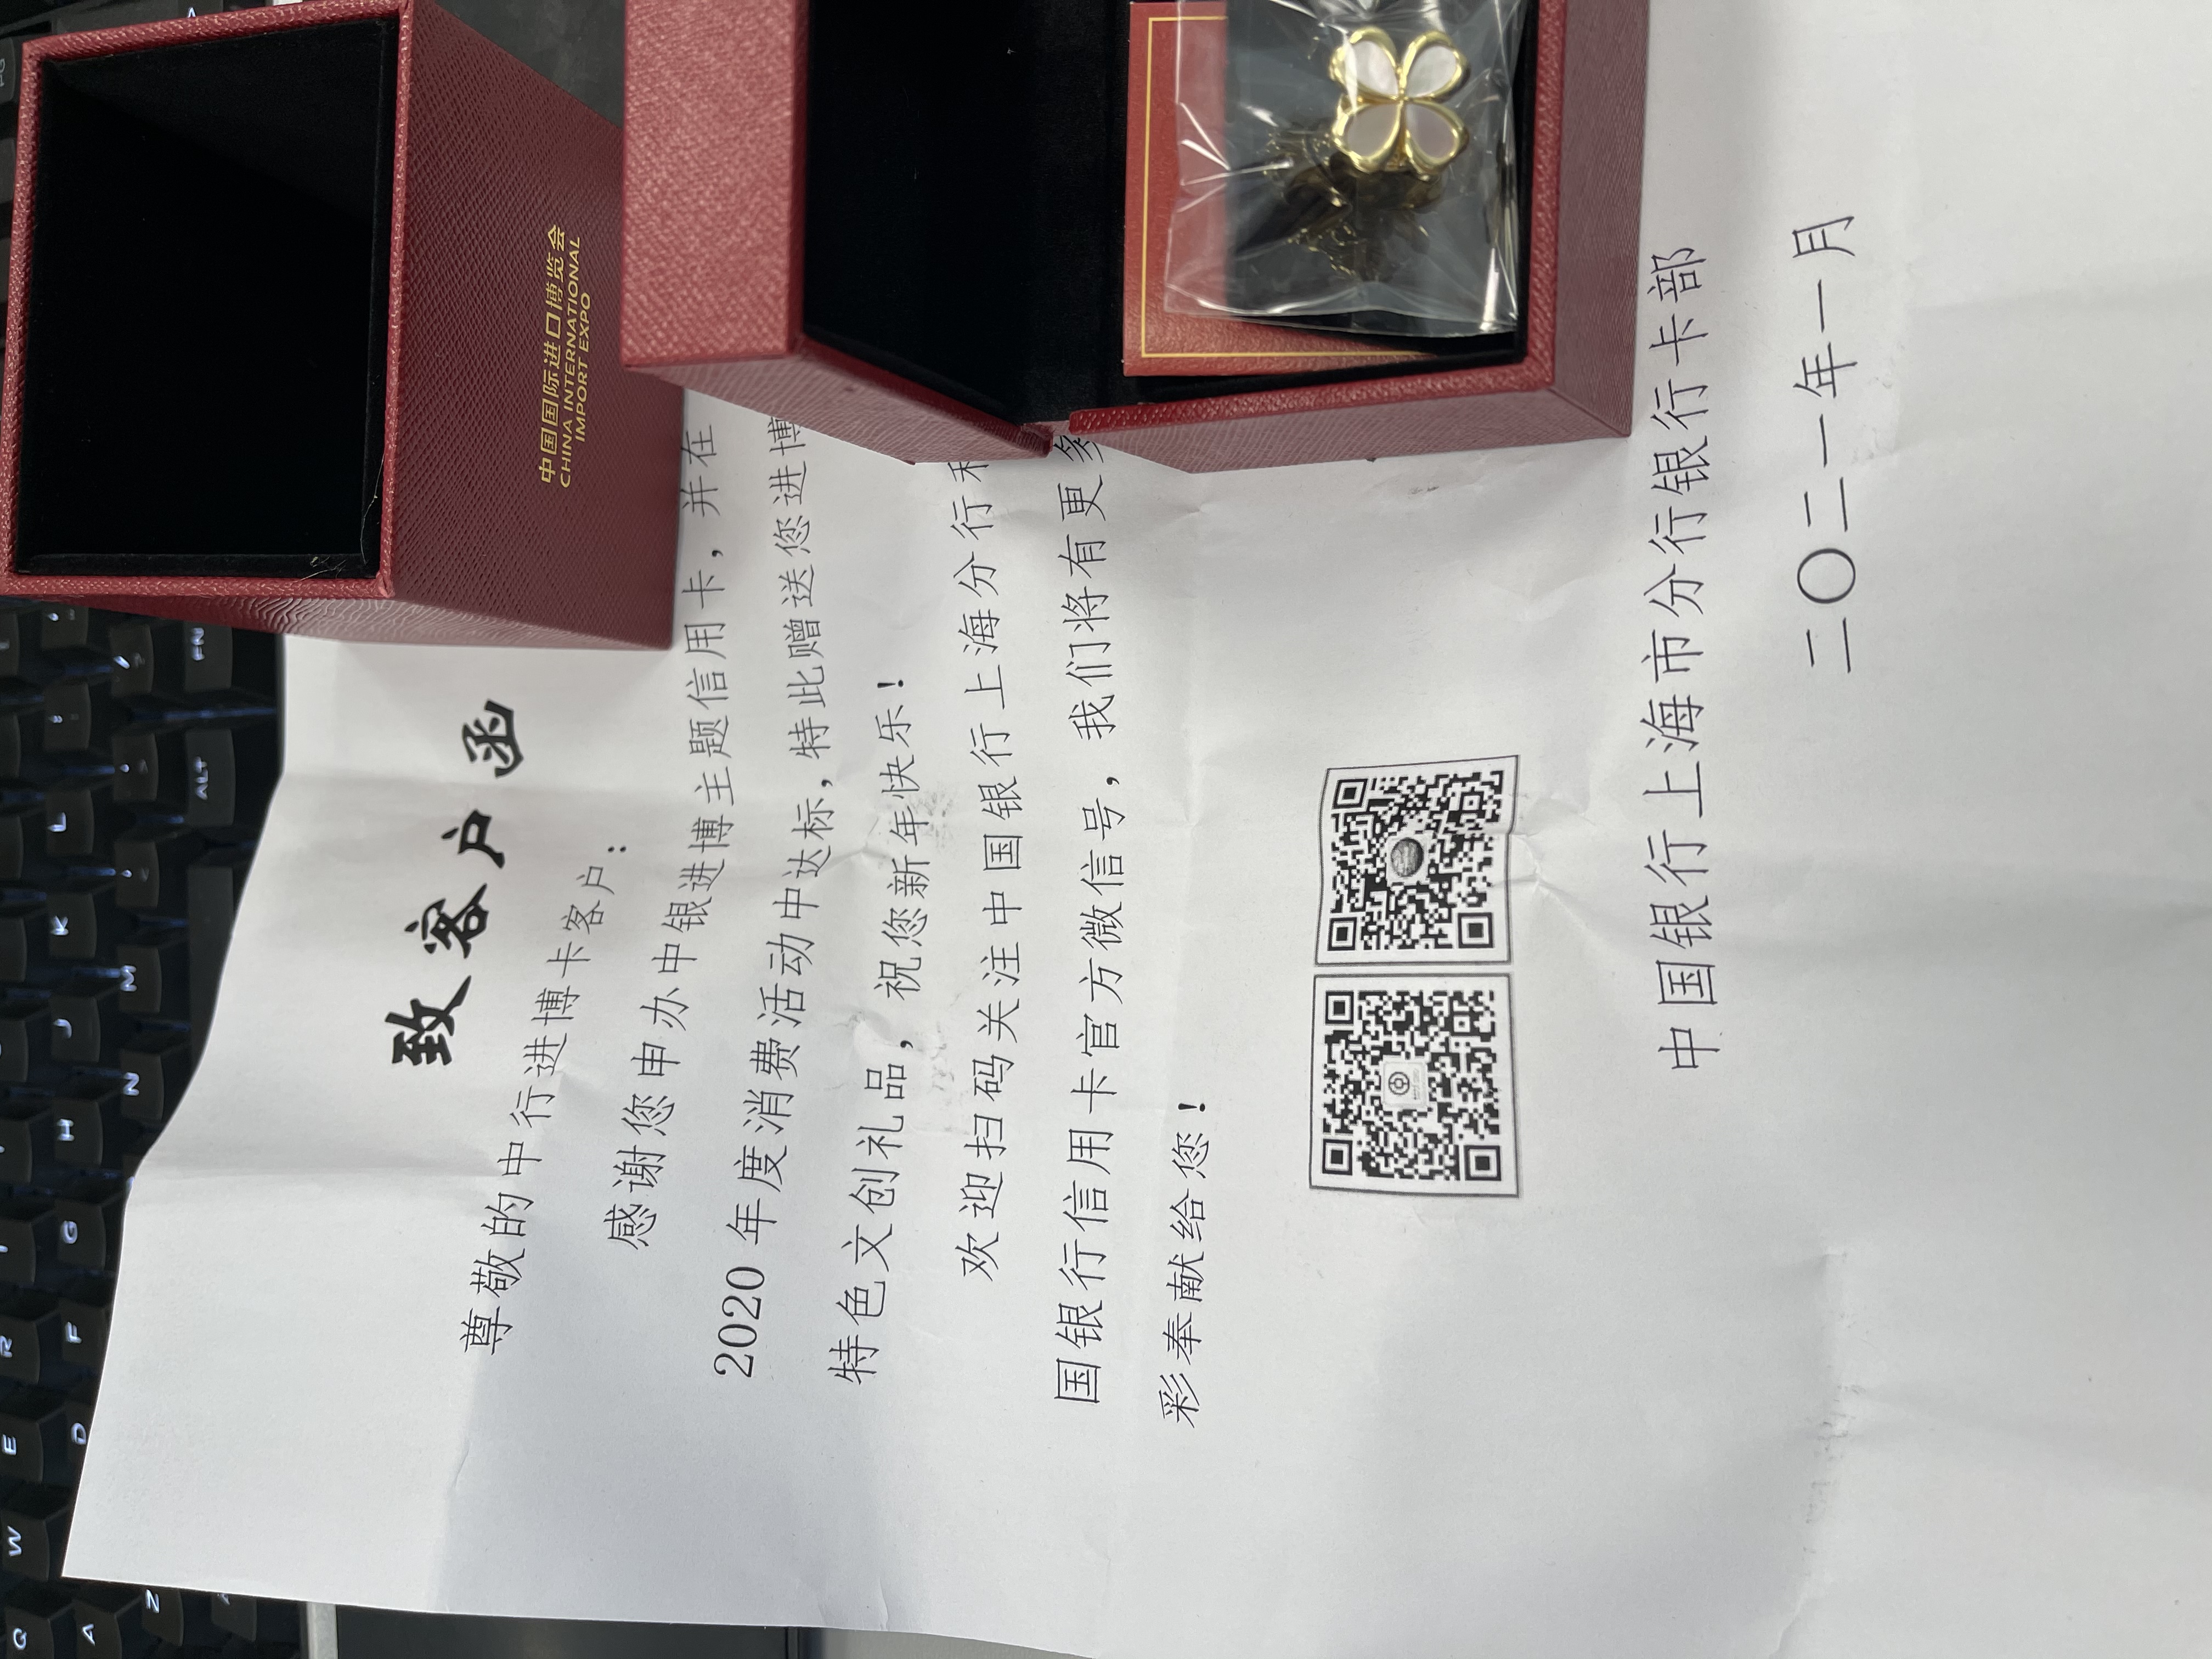 中国国际进口博览会
CHINA INTERNATIONAL
IMPORT EXPO
致客户函
尊敬的中行进博卡客户：
感谢您申办中银进博主题信用卡，并在
2020 年度消费活动中达标，特此赠送您进博
特色文创礼品，祝您新年快乐！
欢迎扫码关注中国银行上海分行
国银行信用卡官方微信号，我们将有更多
彩奉献给您！
中国银行上海市分行银行卡部
二〇二一年一月
Q W E R
A D F G H J K L
Z N M ALT FN